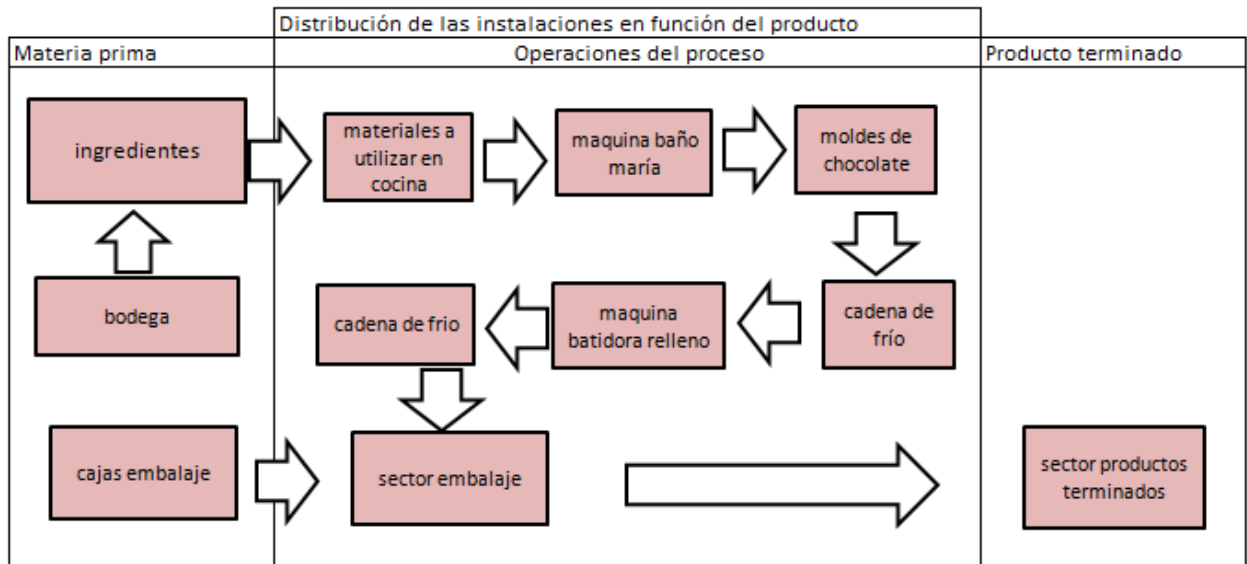 Distribución de las instalaciones en función del producto
Materia prima
Operaciones del proceso
Producto terminado
ingredientes
materiales a
utilizar en
cocina
maquina baño
maría
moldes de
chocolate
bodega
cadena de frio
maquina
batidora relleno
cadena de
frío
cajas embalaje
sector embalaje
sector productos
terminados